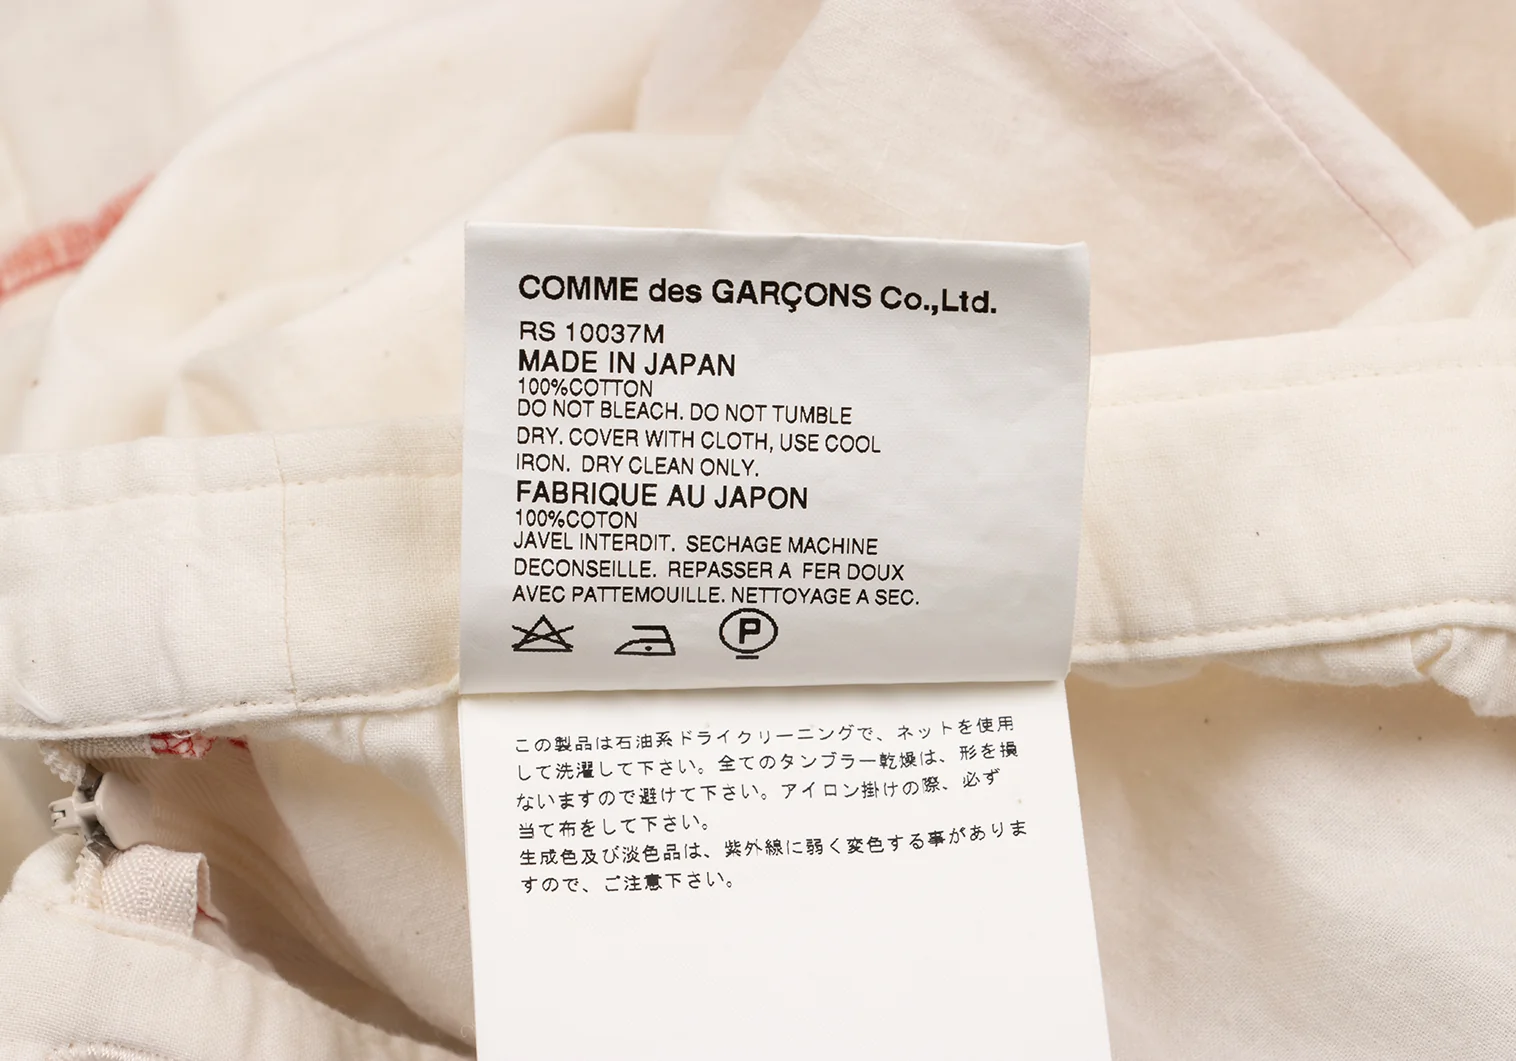 COMME des GARÇONS Co.,Ltd.
RS 10037M
MADE IN JAPAN
100%COTTON
DO NOT BLEACH. DO NOT TUMBLE
DRY. COVER WITH CLOTH, USE COOL
IRON. DRY CLEAN ONLY.
FABRIQUE AU JAPON
100%COTON
JAVEL INTERDIT. SECHAGE MACHINE
DECONSEILLE. REPASSER A FER DOUX
AVEC PATTEMOUILLE. NETTOYAGE A SEC.
P
この製品は石油系ドライクリーニングで、ネットを使用
して洗濯して下さい。全てのタンブラー乾燥は、形を損
ないますので避けて下さい。アイロン掛けの際、必ず
当て布をして下さい。
生成色及び淡色品は、紫外線に弱く変色する事がありま
すので、ご注意下さい。